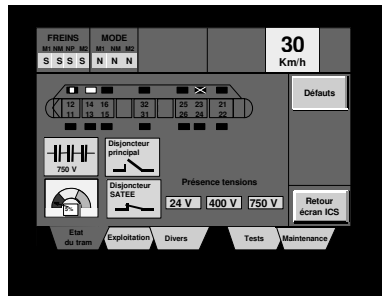 FREINS MODE
M1 NM NP M2 M1 NM M2
S S S S N N N
30
Km/h
Défauts
12 14 16 32 25 23 21
11 13 15 31 26 24 22
Disjoncteur
principal
750 V
Disjoncteur
SATEE
5%
Présence tensions
24 V 400 V 750 V
Retour
écran ICS
Etat
du tram
Exploitation
Divers
Tests
Maintenance